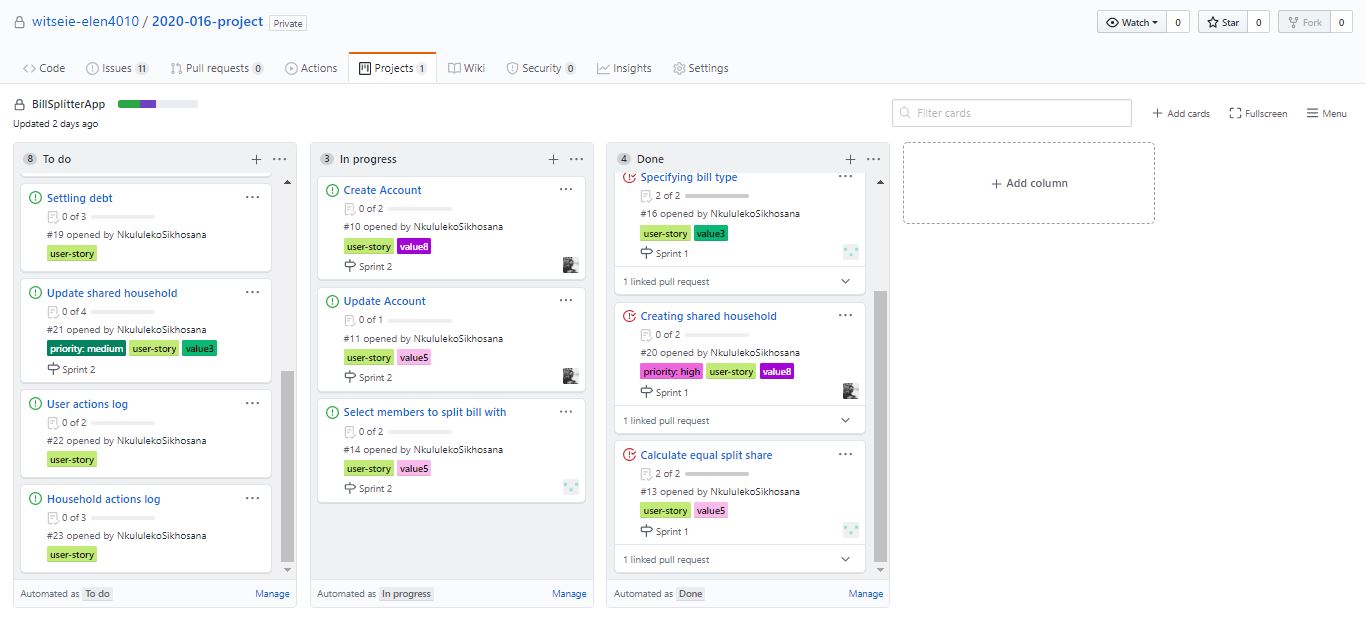 witseie-elen4010 / 2020-016-project Private
Watch 0 Star 0 Fork 0
Code Issues 11 Pull requests 0 Actions Projects 1 Wiki Security 0 Insights Settings
BillSplitterApp
Updated 2 days ago
Filter cards
Add cards Fullscreen Menu
8 To do
Settling debt
0 of 3
#19 opened by NkululekoSikhosana
user-story
Update shared household
0 of 4
#21 opened by NkululekoSikhosana
priority: medium user-story value3
Sprint 2
User actions log
0 of 2
#22 opened by NkululekoSikhosana
user-story
Household actions log
0 of 3
#23 opened by NkululekoSikhosana
user-story
Automated as To do Manage
3 In progress
Create Account
0 of 2
#10 opened by NkululekoSikhosana
user-story value8
Sprint 2
Update Account
0 of 1
#11 opened by NkululekoSikhosana
user-story value5
Sprint 2
Select members to split bill with
0 of 2
#14 opened by NkululekoSikhosana
user-story value5
Sprint 2
Automated as In progress Manage
4 Done
Specifying bill type
2 of 2
#16 opened by NkululekoSikhosana
user-story value3
Sprint 1
1 linked pull request
Creating shared household
0 of 2
#20 opened by NkululekoSikhosana
priority: high user-story value8
Sprint 1
1 linked pull request
Calculate equal split share
2 of 2
#13 opened by NkululekoSikhosana
user-story value5
Sprint 1
1 linked pull request
Automated as Done Manage
Add column